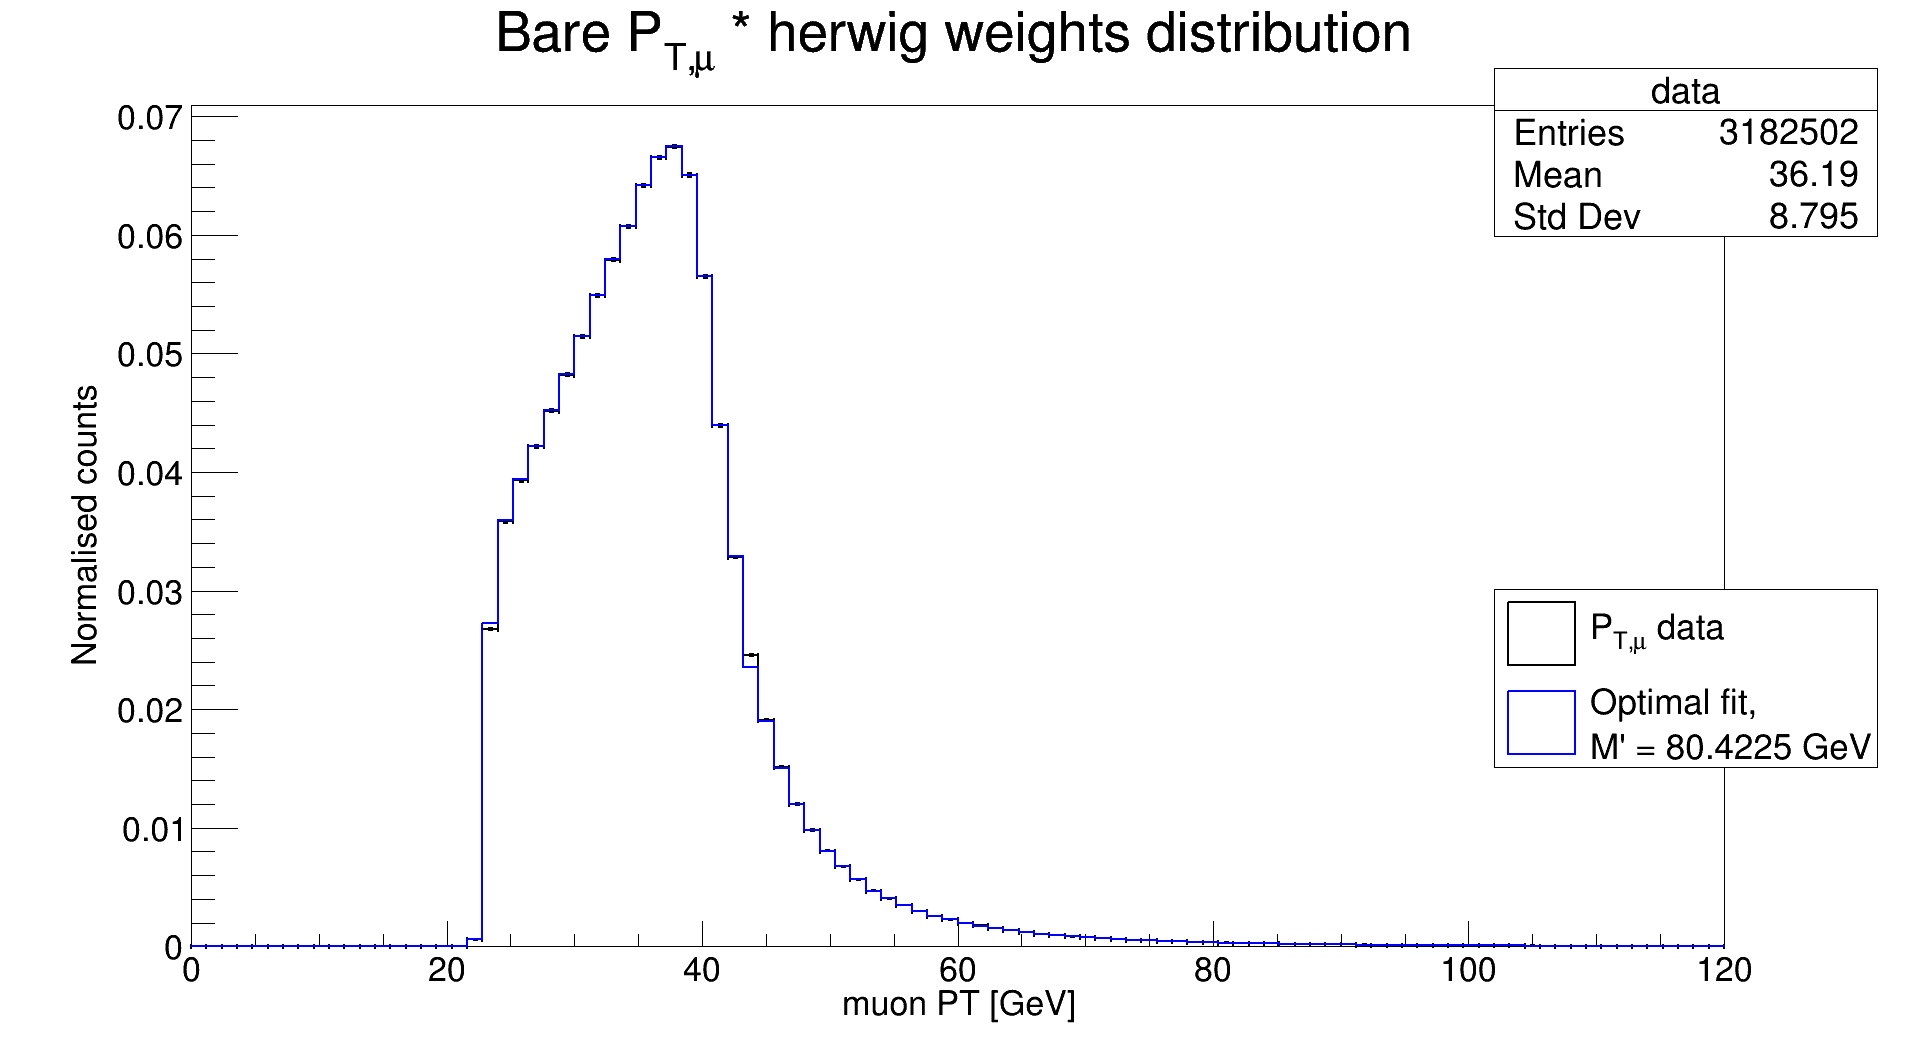 Bare P_T,μ * herwig weights distribution
data
Entries 3182502
Mean 36.19
Std Dev 8.795
0.07
0.06
0.05
0.04
0.03
0.02
0.01
0
Normalised counts
P_T,μ data
Optimal fit,
M' = 80.4225 GeV
0 20 40 60 80 100 120
muon PT [GeV]